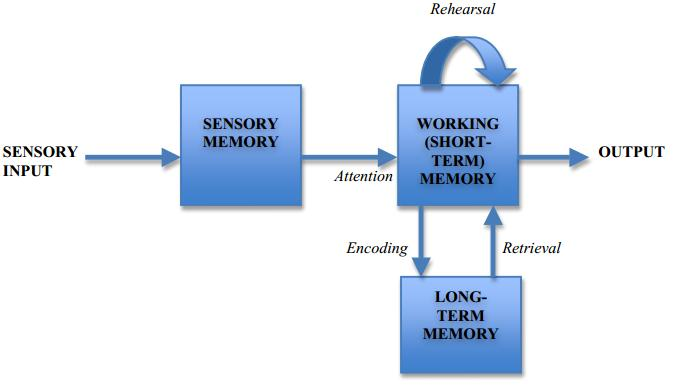 Rehearsal
SENSORY
INPUT
SENSORY
MEMORY
Attention
WORKING
(SHORT-
TERM)
MEMORY
OUTPUT
Encoding
Retrieval
LONG-
TERM
MEMORY